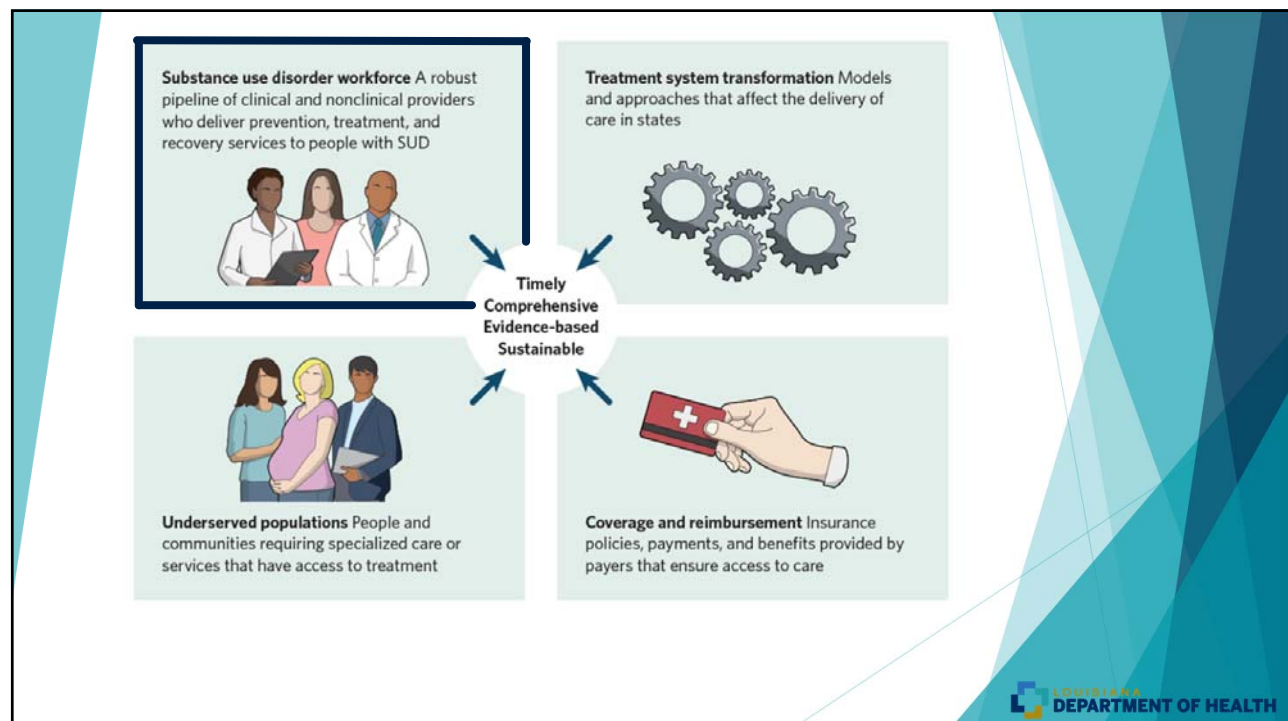 Substance use disorder workforce A robust
pipeline of clinical and nonclinical providers
who deliver prevention, treatment, and
recovery services to people with SUD
Treatment system transformation Models
and approaches that affect the delivery of
care in states
Timely
Comprehensive
Evidence-based
Sustainable
Underserved populations People and
communities requiring specialized care or
services that have access to treatment
Coverage and reimbursement Insurance
policies, payments, and benefits provided by
payers that ensure access to care
LOUISIANA
DEPARTMENT OF HEALTH